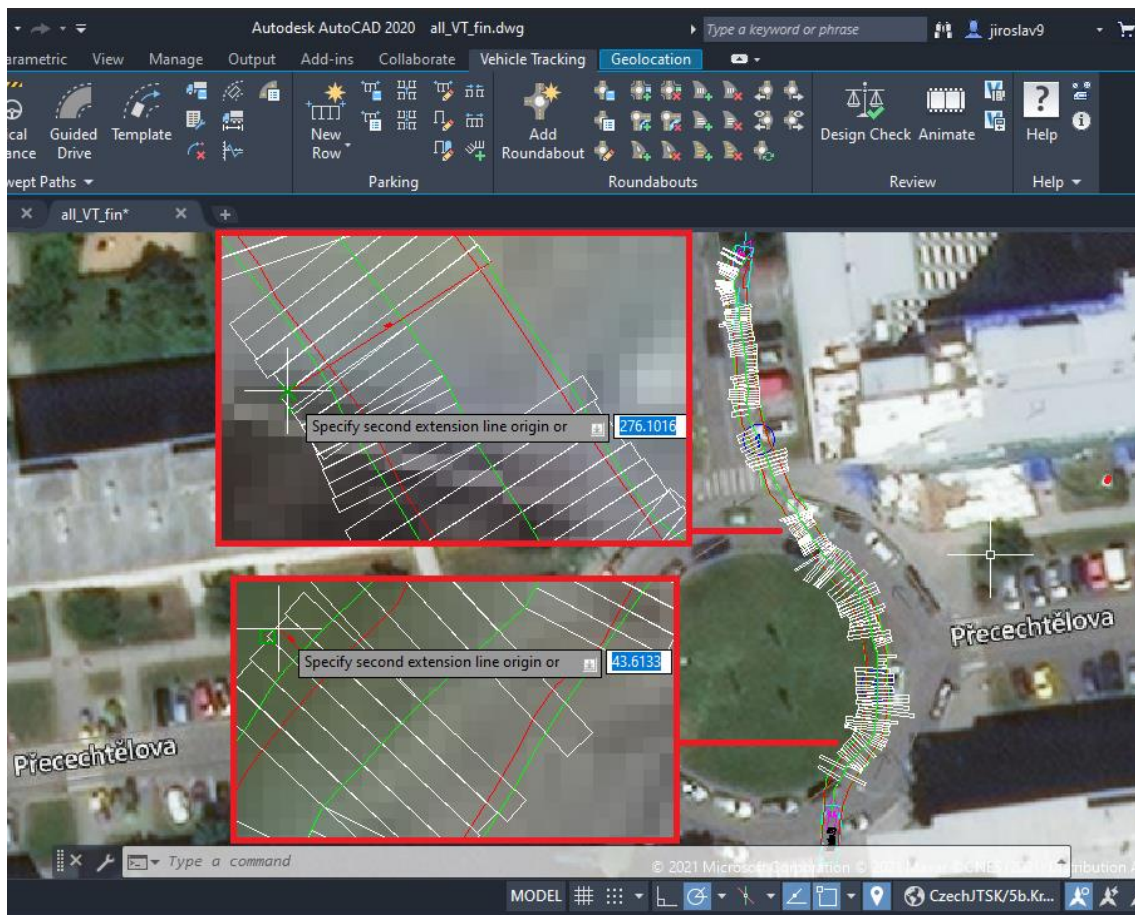 Autodesk AutoCAD 2020 all_VT_fin.dwg
Type a keyword or phrase
jiroslav9
arametric View Manage Output Add-ins Collaborate Vehicle Tracking Geolocation
cal
ance
Guided
Drive
Template
New
Row
Add
Roundabout
Design Check Animate
?
Help
wept Paths
Parking
Roundabouts
Review
Help
all_VT_fin*
Specify second extension line origin or 276.1016
Přecechtělova
Specify second extension line origin or 43.6133
Přecechtělova
Type a command
© 2021 Microsoft Corporation © 2021
MODEL
CzechJTSK/5b.Kr...